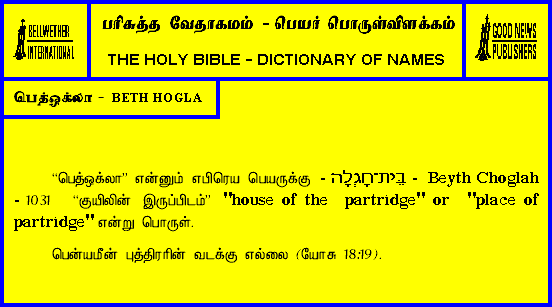 BELLWETHER
INTERNATIONAL
பரிசுத்த வேதாகமம் - பெயர் பொருள்விளக்கம்
THE HOLY BIBLE - DICTIONARY OF NAMES
GOOD NEWS
PUBLISHERS
பெத்ஒக்லா - BETH HOGLA
“பெத்ஒக்லா” என்னும் எபிரெய பெயருக்கு - בֵּית־חָגְלָה - Beyth Choglah
- 1031 “குயிலின் இருப்பிடம்” "house of the partridge" or "place of
partridge" என்று பொருள்.
பென்யமீன் புத்திரரின் வடக்கு எல்லை (யோசு 18:19).